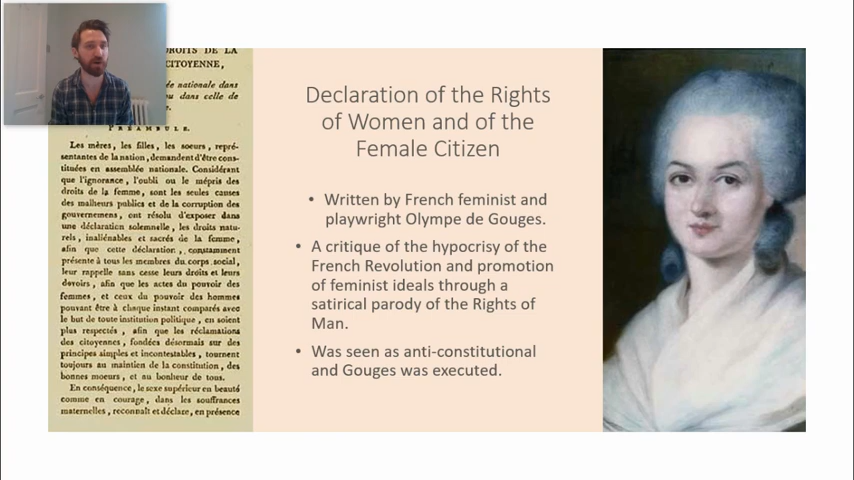 DROITS DE LA
CITOYENNE,
ée nationale dans
ou dans celle de
e.
PRÉAMBULE.
Les mères, les filles, les soeurs, repré-
sentantes de la nation, demandent d'être cons-
tituées en assemblée nationale. Considérant
que l'ignorance, l'oubli ou le mépris des
droits de la femme, sont les seules causes
des malheurs publics et de la corruption des
gouvernemens, ont résolu d'exposer dans
une déclaration solemnelle, les droits natu-
rels, inaliénables et sacrés de la femme,
afin que cette déclaration, constamment
présente à tous les membres du corps social,
leur rappelle sans cesse leurs droits et leurs
devoirs, afin que les actes du pouvoir des
femmes, et ceux du pouvoir des hommes
pouvant être à chaque instant comparés avec
le but de toute institution politique, en soient
plus respectés, afin que les réclamations
des citoyennes, fondées désormais sur des
principes simples et incontestables, tournent
toujours au maintien de la constitution, des
bonnes moeurs, et au bonheur de tous.
En conséquence, le sexe supérieur en beauté
comme en courage, dans les souffrances
maternelles, reconnaît et déclare, en présence
Declaration of the Rights
of Women and of the
Female Citizen
• Written by French feminist and
playwright Olympe de Gouges.
• A critique of the hypocrisy of the
French Revolution and promotion
of feminist ideals through a
satirical parody of the Rights of
Man.
• Was seen as anti-constitutional
and Gouges was executed.